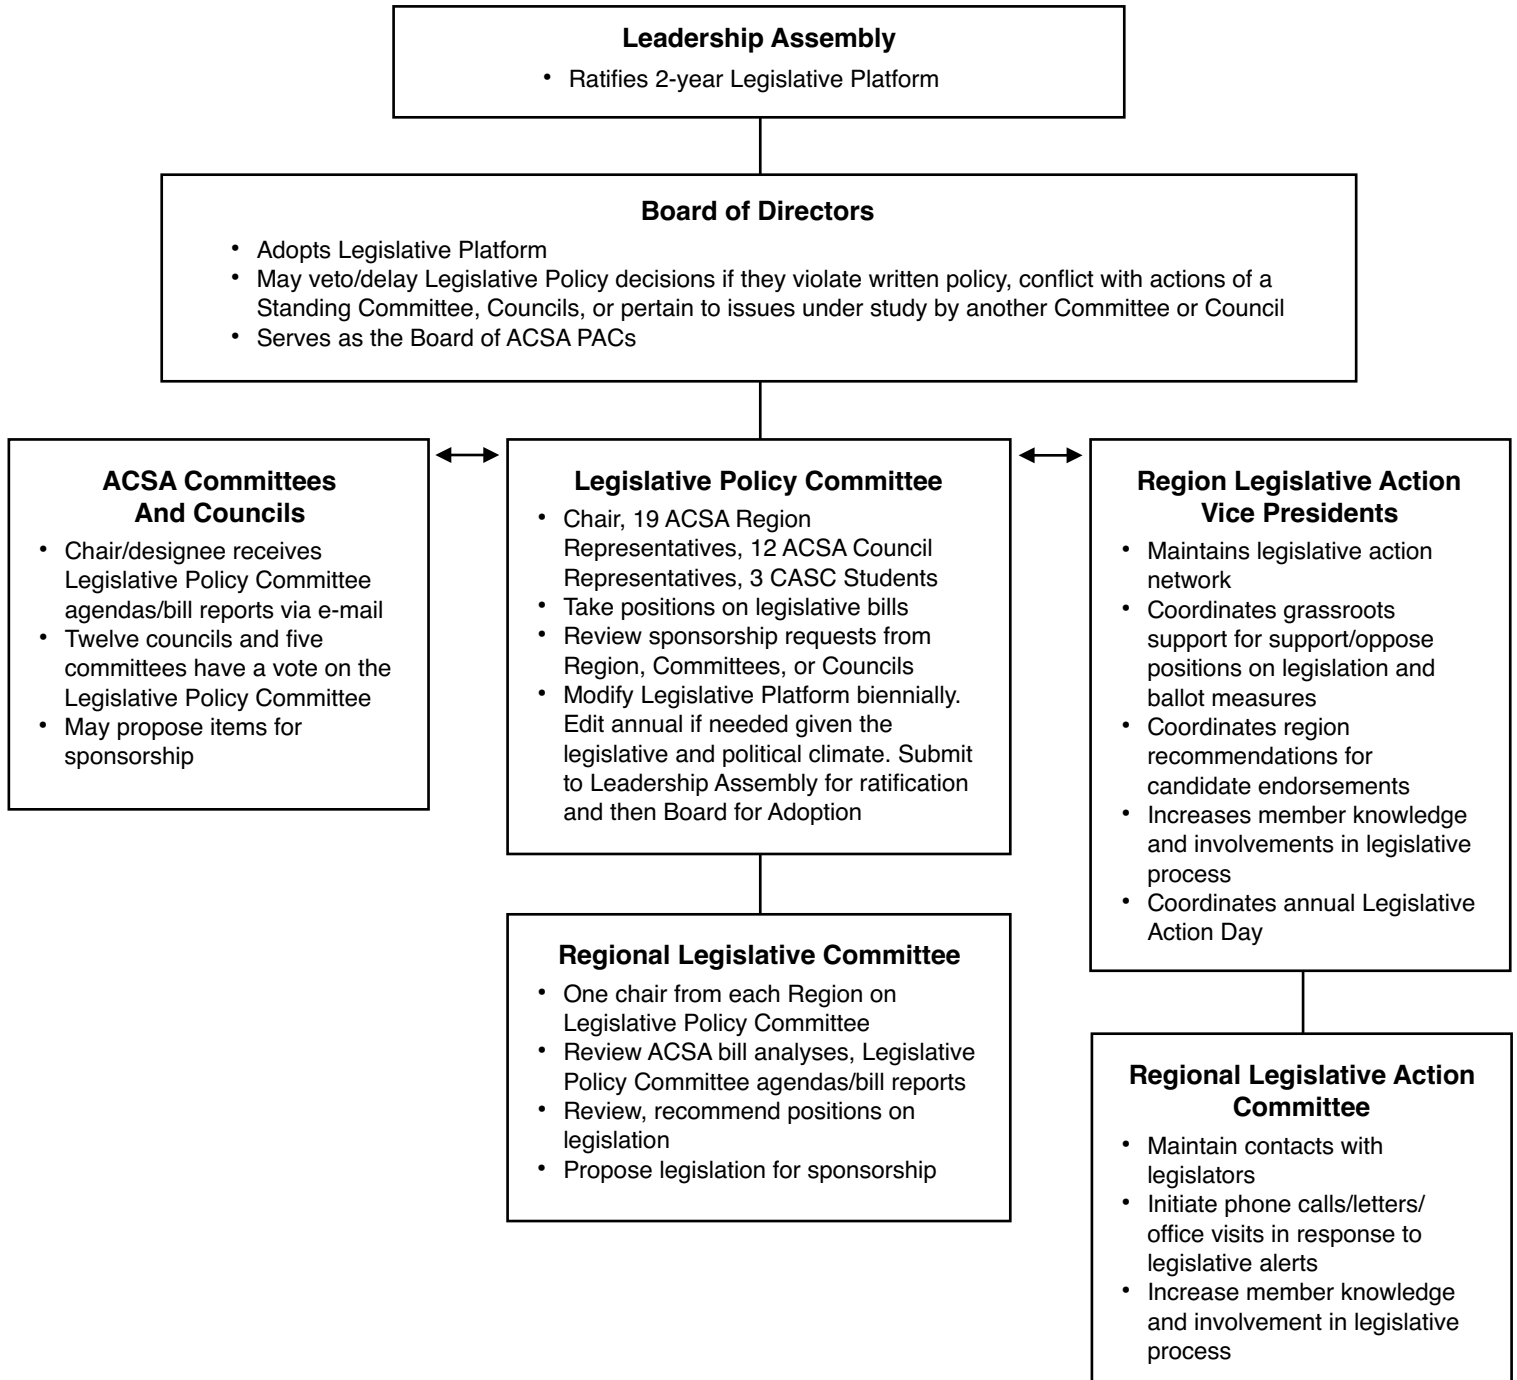 Leadership Assembly
• Ratifies 2-year Legislative Platform
Board of Directors
• Adopts Legislative Platform
• May veto/delay Legislative Policy decisions if they violate written policy, conflict with actions of a
Standing Committee, Councils, or pertain to issues under study by another Committee or Council
• Serves as the Board of ACSA PACs
ACSA Committees
And Councils
• Chair/designee receives
Legislative Policy Committee
agendas/bill reports via e-mail
• Twelve councils and five
committees have a vote on the
Legislative Policy Committee
• May propose items for
sponsorship
Legislative Policy Committee
• Chair, 19 ACSA Region
Representatives, 12 ACSA Council
Representatives, 3 CASC Students
• Take positions on legislative bills
• Review sponsorship requests from
Region, Committees, or Councils
• Modify Legislative Platform biennially.
Edit annual if needed given the
legislative and political climate. Submit
to Leadership Assembly for ratification
and then Board for Adoption
Region Legislative Action
Vice Presidents
• Maintains legislative action
network
• Coordinates grassroots
support for support/oppose
positions on legislation and
ballot measures
• Coordinates region
recommendations for
candidate endorsements
• Increases member knowledge
and involvements in legislative
process
• Coordinates annual Legislative
Action Day
Regional Legislative Committee
• One chair from each Region on
Legislative Policy Committee
• Review ACSA bill analyses, Legislative
Policy Committee agendas/bill reports
• Review, recommend positions on
legislation
• Propose legislation for sponsorship
Regional Legislative Action
Committee
• Maintain contacts with
legislators
• Initiate phone calls/letters/
office visits in response to
legislative alerts
• Increase member knowledge
and involvement in legislative
process